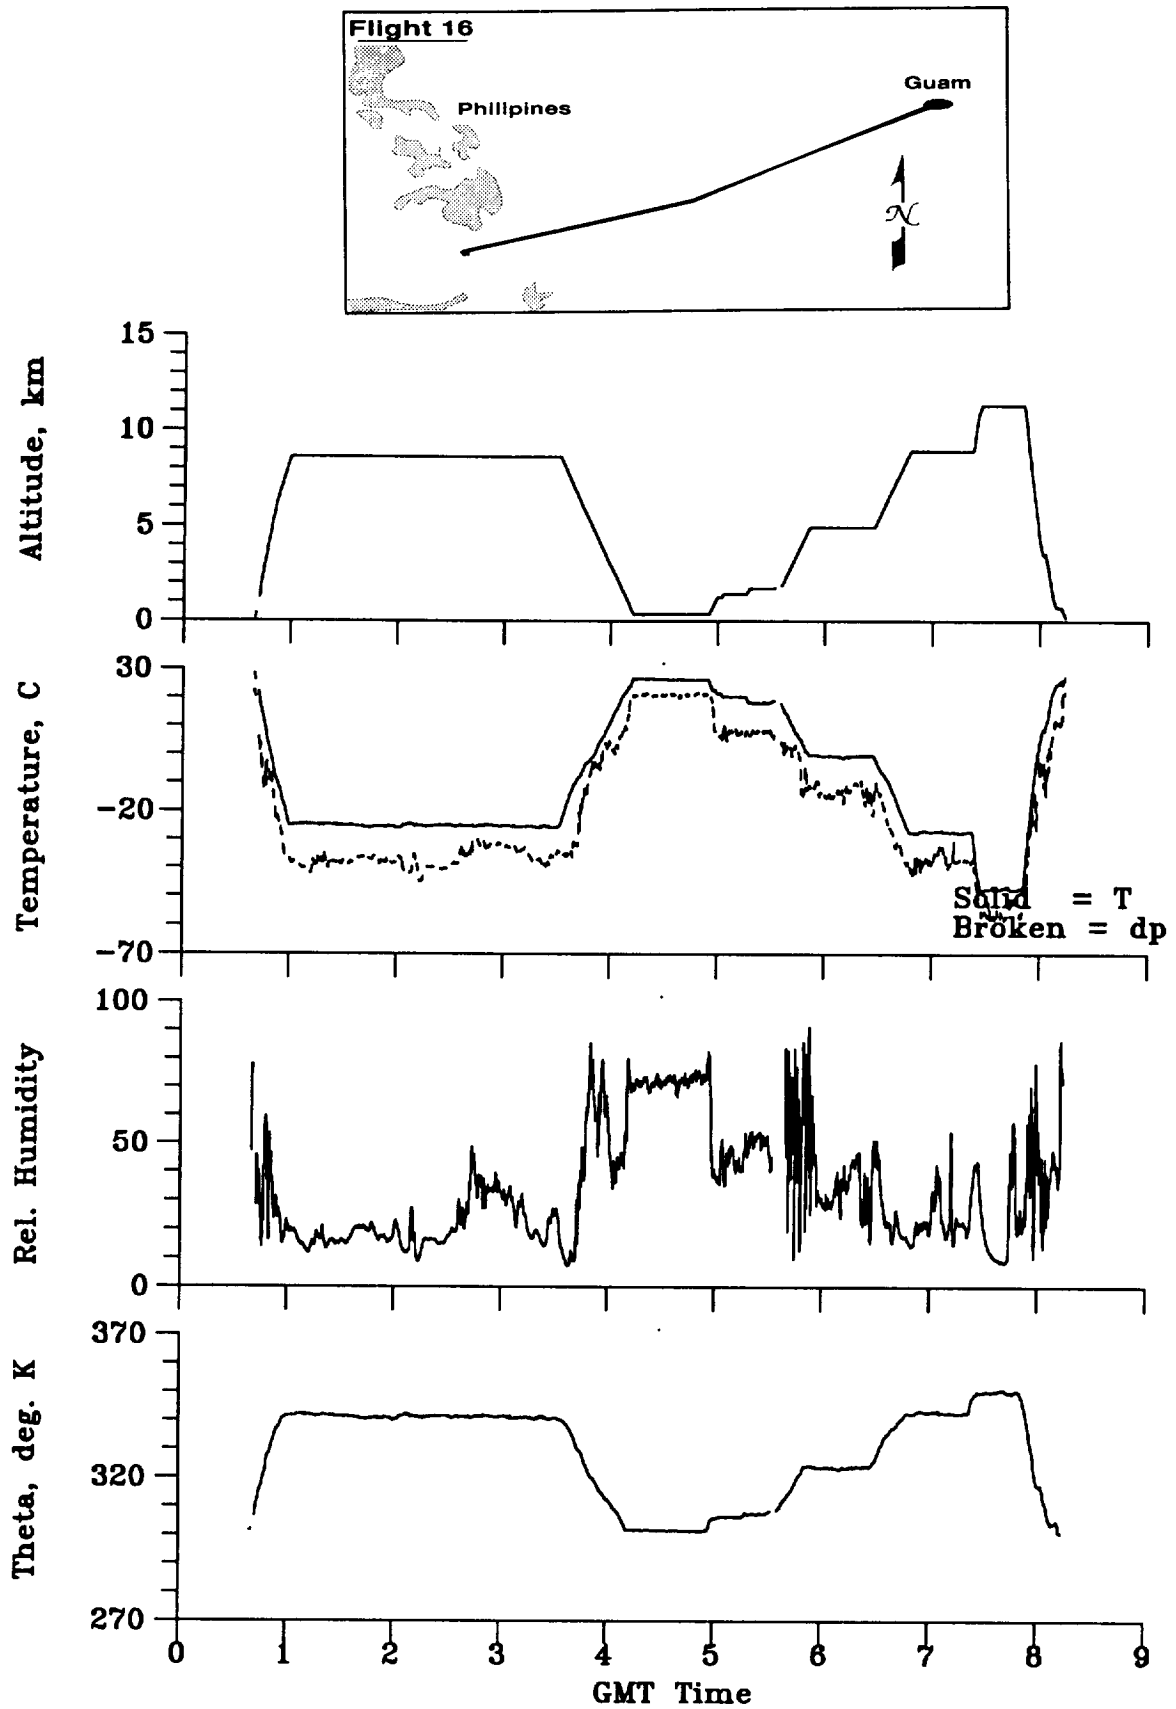 Flight 16
Guam
Philipines
N
15
10
5
0
Altitude, km
30
-20
-70
Temperature, C
Solid = T
Broken = dp
100
50
0
Rel. Humidity
370
320
270
Theta, deg. K
0 1 2 3 4 5 6 7 8 9
GMT Time